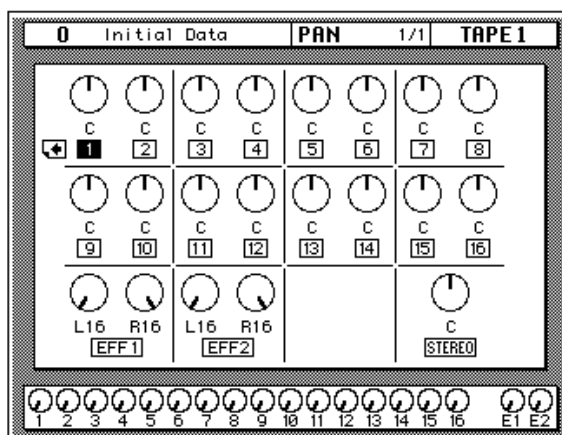 0 Initial Data PAN 1/1 TAPE1
C C C C C C C C
1 2 3 4 5 6 7 8
C C C C C C C C
9 10 11 12 13 14 15 16
L16 R16 L16 R16 C
EFF1 EFF2 STEREO
1 2 3 4 5 6 7 8 9 10 11 12 13 14 15 16 E1 E2